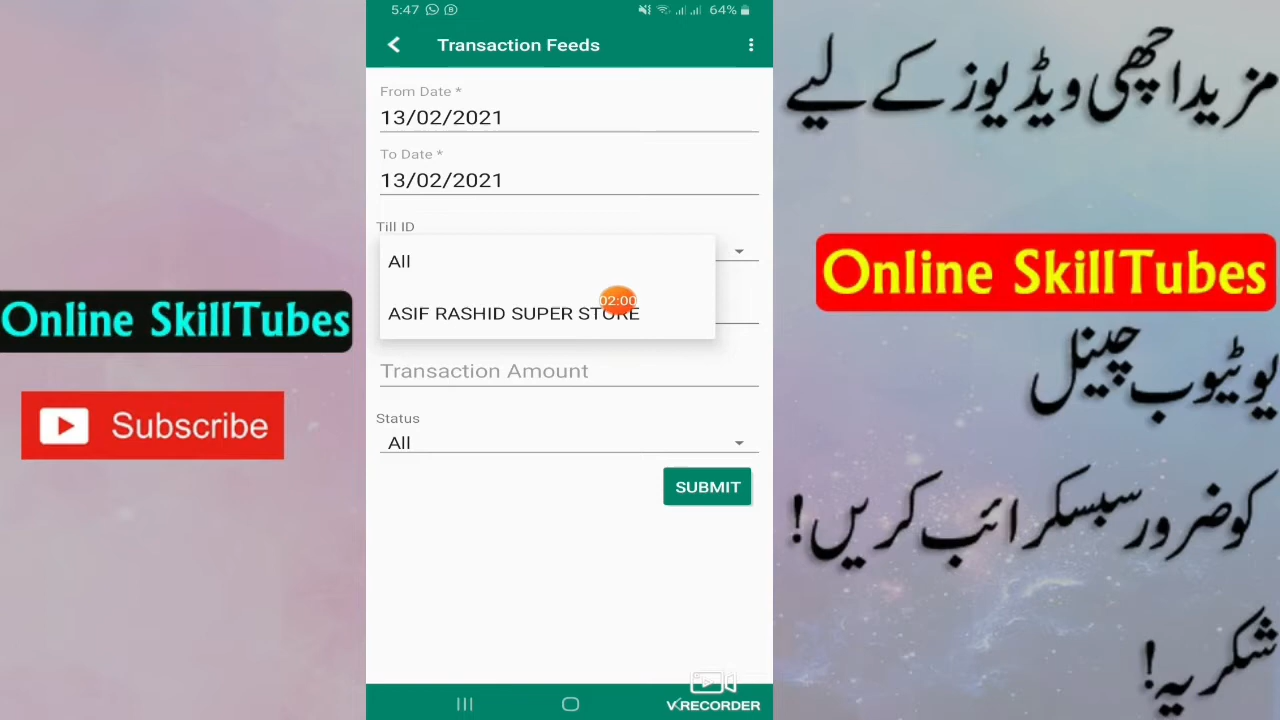 5:47
64%
Transaction Feeds
From Date *
13/02/2021
To Date *
13/02/2021
Till ID
All
02:00
ASIF RASHID SUPER STORE
Transaction Amount
Status
All
SUBMIT
VRECORDER
Online SkillTubes
Subscribe
مزید اچھی ویڈیوز کے لیے
Online SkillTubes
یوٹیوب چینل
کو ضرور سبسکرائب کریں!
شکریہ!